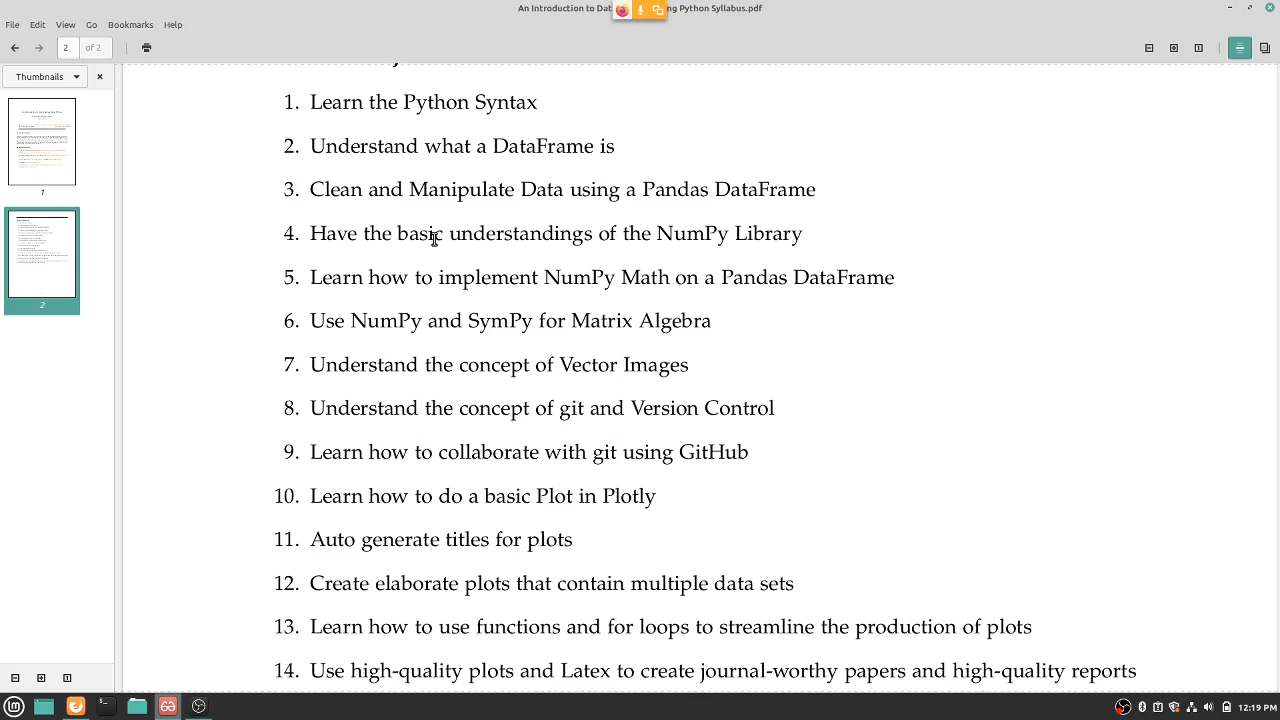 An Introduction to Dat ng Python Syllabus.pdf
File Edit View Go Bookmarks Help
2 of 2
Thumbnails
1. Learn the Python Syntax
2. Understand what a DataFrame is
3. Clean and Manipulate Data using a Pandas DataFrame
4. Have the basic understandings of the NumPy Library
5. Learn how to implement NumPy Math on a Pandas DataFrame
6. Use NumPy and SymPy for Matrix Algebra
7. Understand the concept of Vector Images
8. Understand the concept of git and Version Control
9. Learn how to collaborate with git using GitHub
10. Learn how to do a basic Plot in Plotly
11. Auto generate titles for plots
12. Create elaborate plots that contain multiple data sets
13. Learn how to use functions and for loops to streamline the production of plots
14. Use high-quality plots and Latex to create journal-worthy papers and high-quality reports
1
2
12:19 PM